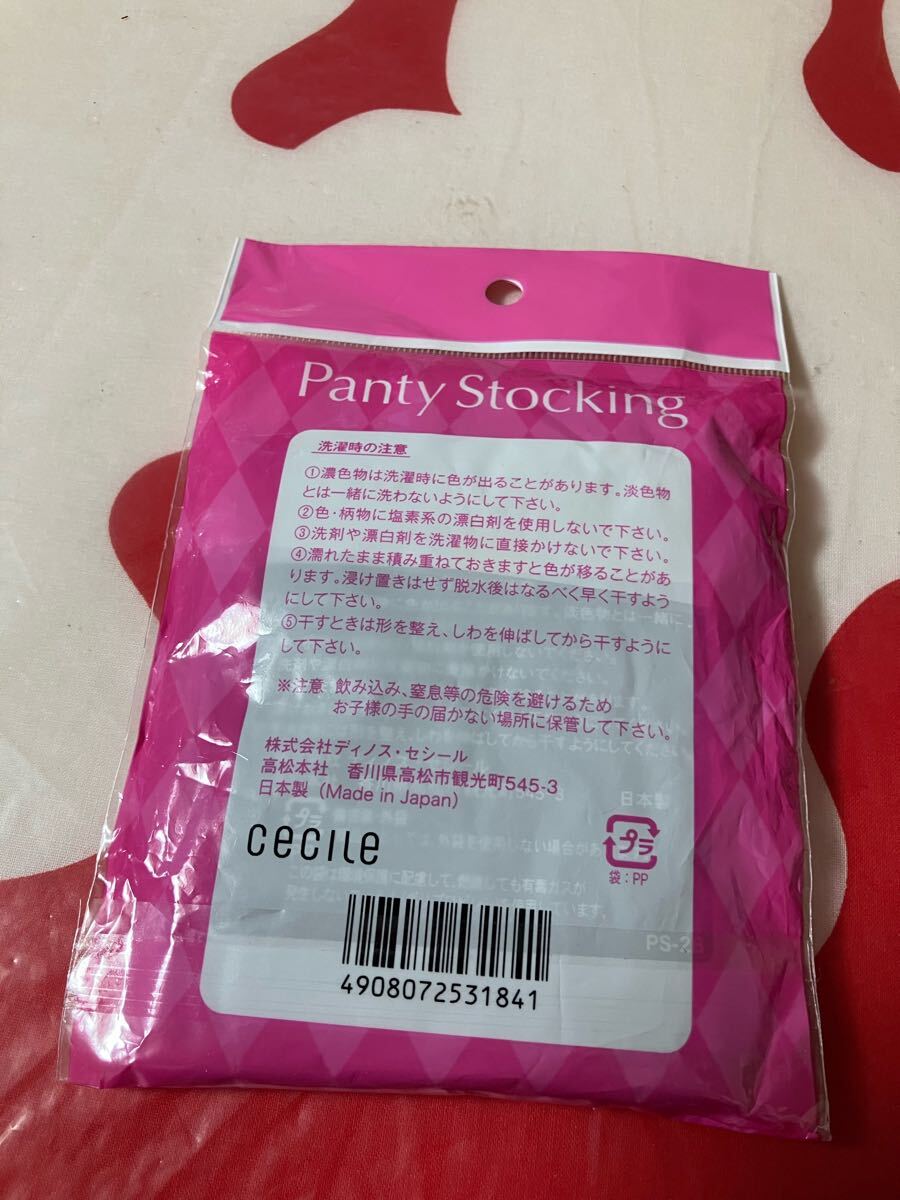 Panty Stocking
洗濯時の注意
①濃色物は洗濯時に色が出ることがあります。淡色物
とは一緒に洗わないようにして下さい。
②色・柄物に塩素系の漂白剤を使用しないで下さい。
③洗剤や漂白剤を洗濯物に直接かけないで下さい。
④濡れたまま積み重ねておきますと色が移ることがあ
ります。浸け置きはせず脱水後はなるべく早く干すよう
にして下さい。
⑤干すときは形を整え、しわを伸ばしてから干すように
して下さい。
※注意 飲み込み、窒息等の危険を避けるため
お子様の手の届かない場所に保管して下さい。
株式会社ディノス・セシール
高松本社 香川県高松市観光町545-3
日本製（Made in Japan）
cecile
プラ
袋：PP
4908072531841